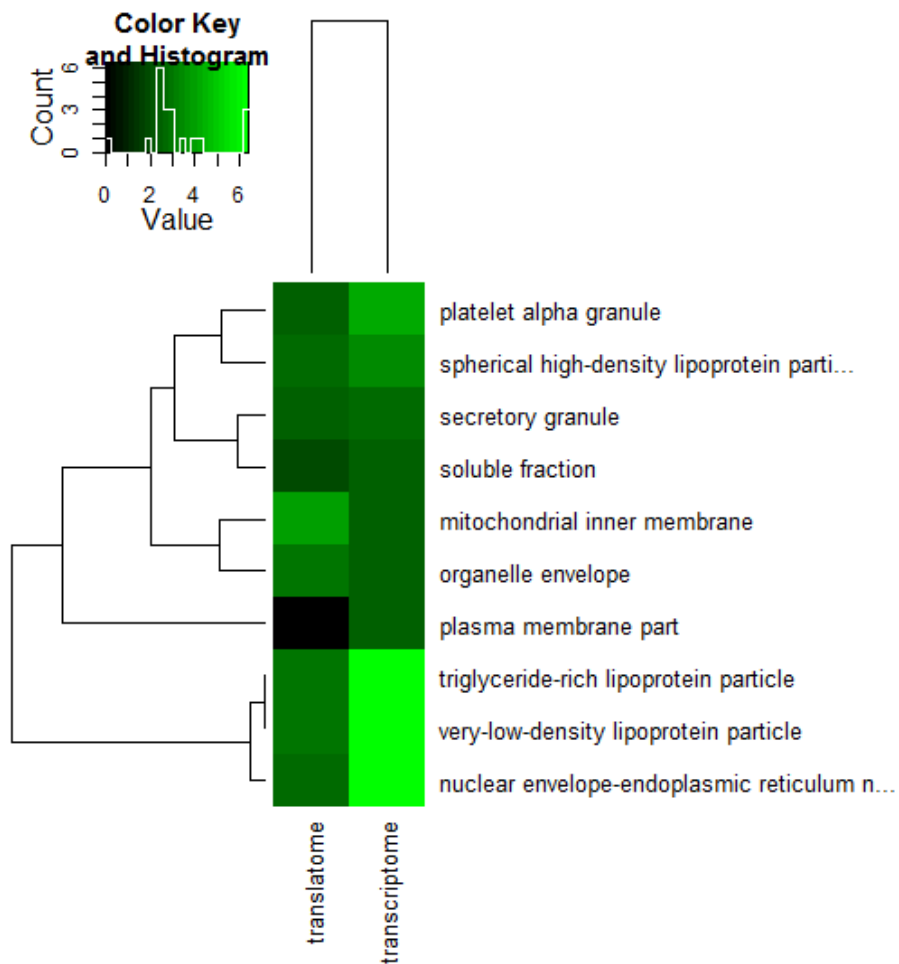 Color Key
and Histogram
Count
0 3 6
0 2 4 6
Value
platelet alpha granule
spherical high-density lipoprotein parti...
secretory granule
soluble fraction
mitochondrial inner membrane
organelle envelope
plasma membrane part
triglyceride-rich lipoprotein particle
very-low-density lipoprotein particle
nuclear envelope-endoplasmic reticulum n...
translatome
transcriptome